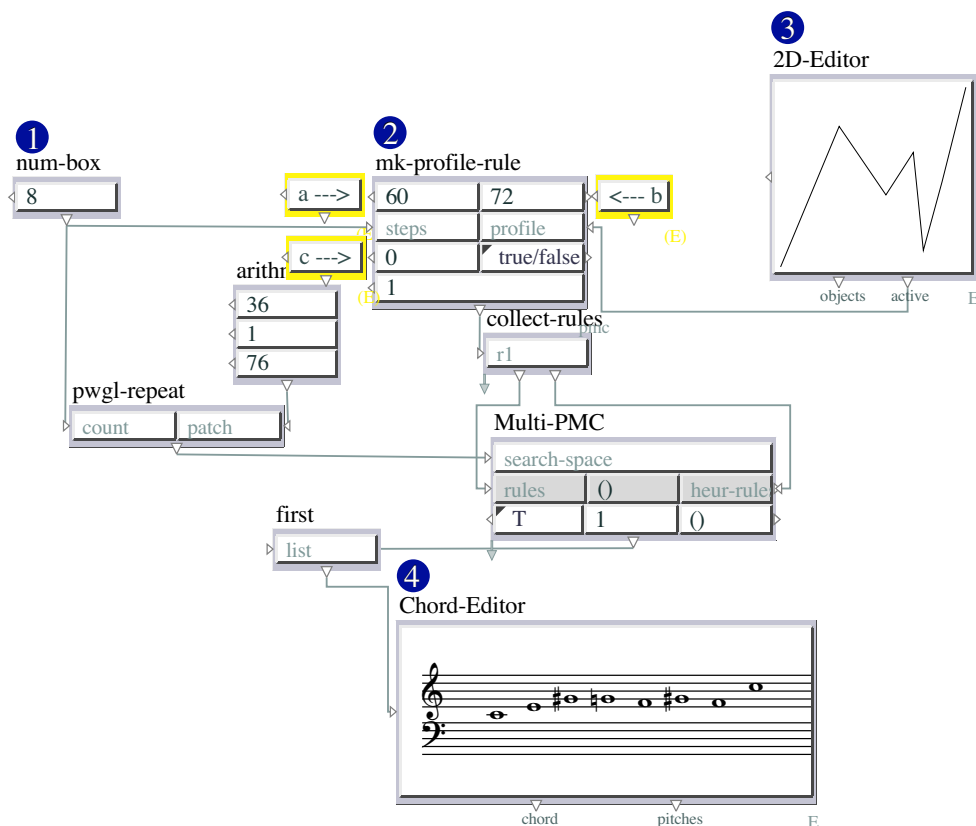 3
2D-Editor
1
num-box
8
2
mk-profile-rule
a --->
60
72
<--- b
steps
profile
(E)
c --->
0
true/false
arith
(E)
1
36
1
76
objects
active
E
collect-rules
pmc
r1
pwgl-repeat
count
patch
Multi-PMC
search-space
rules
()
heur-rule
T
1
()
first
list
4
Chord-Editor
chord
pitches
E